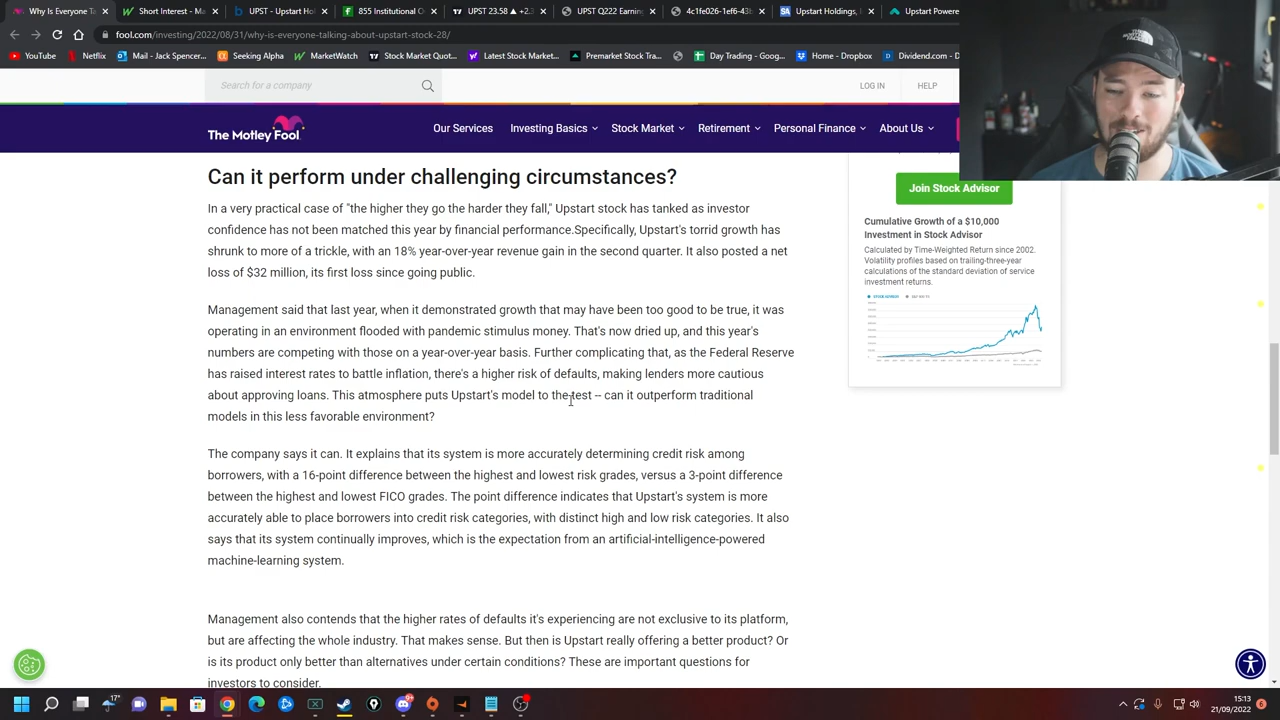 Short Interest - Ma
Why Is Everyone Ta
855
UPST 23.58 ▲ +2.3
UPST Q222 Earning
4c1fe026-1ef6-43b
Upstart Holdings, I
Upstart Powe
fool.com/investing/2022/08/31/why-is-everyone-talking-about-upstart-stock-28/
YouTube
Netflix
Mail - Jack Spencer...
Seeking Alpha
MarketWatch
Stock Market Quot...
Latest Stock Market...
Premarket Stock Tra...
Day Trading - Goog...
Home - Dropbox
Dividend.com - D
Search for a company
LOG IN
HELP
The Motley Fool
Our Services
Investing Basics
Stock Market
Retirement
Personal Finance
About Us
Can it perform under challenging circumstances?
In a very practical case of "the higher they go the harder they fall," Upstart stock has tanked as investor
confidence has not been matched this year by financial performance.Specifically, Upstart's torrid growth has
shrunk to more of a trickle, with an 18% year-over-year revenue gain in the second quarter. It also posted a net
loss of $32 million, its first loss since going public.
Management said that last year, when it demonstrated growth that may have been too good to be true, it was
operating in an environment flooded with pandemic stimulus money. That's now dried up, and this year's
numbers are competing with those on a year-over-year basis. Further complicating that, as the Federal Reserve
has raised interest rates to battle inflation, there's a higher risk of defaults, making lenders more cautious
about approving loans. This atmosphere puts Upstart's model to the test -- can it outperform traditional
models in this less favorable environment?
The company says it can. It explains that its system is more accurately determining credit risk among
borrowers, with a 16-point difference between the highest and lowest risk grades, versus a 3-point difference
between the highest and lowest FICO grades. The point difference indicates that Upstart's system is more
accurately able to place borrowers into credit risk categories, with distinct high and low risk categories. It also
says that its system continually improves, which is the expectation from an artificial-intelligence-powered
machine-learning system.
Management also contends that the higher rates of defaults it's experiencing are not exclusive to its platform,
but are affecting the whole industry. That makes sense. But then is Upstart really offering a better product? Or
is its product only better than alternatives under certain conditions? These are important questions for
investors to consider.
Join Stock Advisor
Cumulative Growth of a $10,000
Investment in Stock Advisor
Calculated by Time-Weighted Return since 2002.
Volatility profiles based on trailing-three-year
calculations of the standard deviation of service
investment returns.
STOCK ADVISOR
17°
15:13
21/09/2022
6